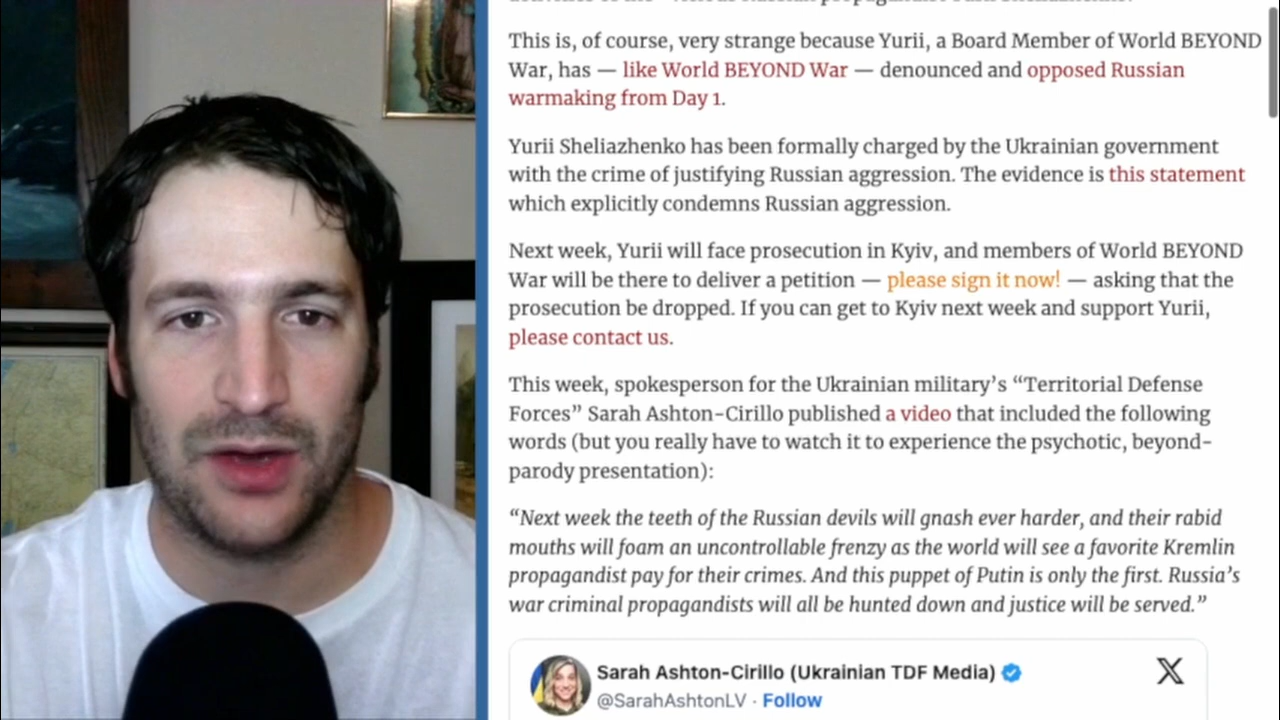 This is, of course, very strange because Yurii, a Board Member of World BEYOND
War, has — like World BEYOND War — denounced and opposed Russian
warmaking from Day 1.
Yurii Sheliazhenko has been formally charged by the Ukrainian government
with the crime of justifying Russian aggression. The evidence is this statement
which explicitly condemns Russian aggression.
Next week, Yurii will face prosecution in Kyiv, and members of World BEYOND
War will be there to deliver a petition — please sign it now! — asking that the
prosecution be dropped. If you can get to Kyiv next week and support Yurii,
please contact us.
This week, spokesperson for the Ukrainian military’s “Territorial Defense
Forces” Sarah Ashton-Cirillo published a video that included the following
words (but you really have to watch it to experience the psychotic, beyond-
parody presentation):
“Next week the teeth of the Russian devils will gnash ever harder, and their rabid
mouths will foam an uncontrollable frenzy as the world will see a favorite Kremlin
propagandist pay for their crimes. And this puppet of Putin is only the first. Russia’s
war criminal propagandists will all be hunted down and justice will be served.”
Sarah Ashton-Cirillo (Ukrainian TDF Media)
@SarahAshtonLV · Follow